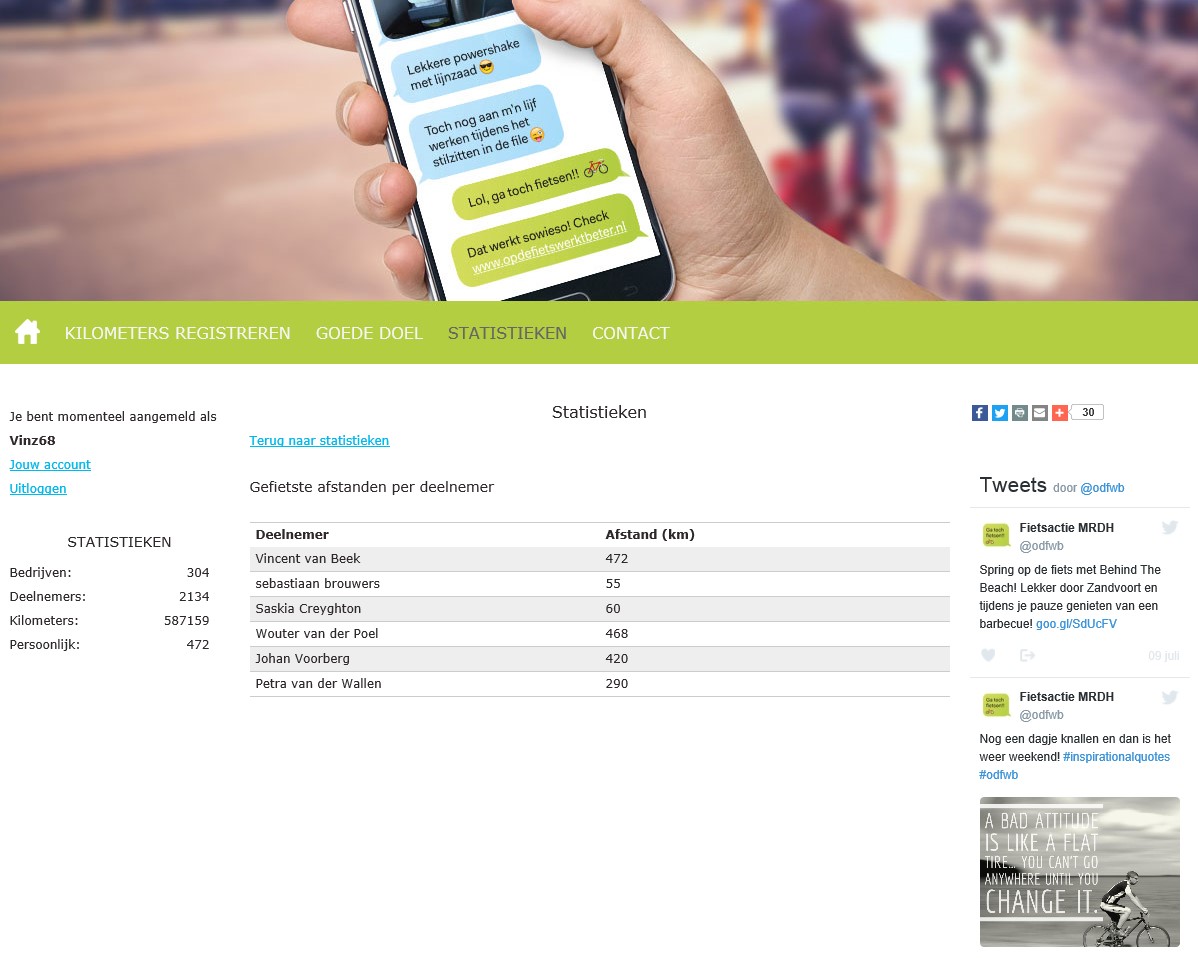 Lekkere powershake
met lijnzaad 😎
Toch nog aan m'n lijf
werken tijdens het
stilzitten in de file 😜
Lol, ga toch fietsen!! 🚲
Dat werkt sowieso! Check
www.opdefietswerktbeter.nl
KILOMETERS REGISTREREN GOEDE DOEL STATISTIEKEN CONTACT
Je bent momenteel aangemeld als
Vinz68
Jouw account
Uitloggen
STATISTIEKEN
Bedrijven: 304
Deelnemers: 2134
Kilometers: 587159
Persoonlijk: 472
Statistieken
Terug naar statistieken
Gefietste afstanden per deelnemer
Deelnemer Afstand (km)
Vincent van Beek 472
sebastiaan brouwers 55
Saskia Creyghton 60
Wouter van der Poel 468
Johan Voorberg 420
Petra van der Wallen 290
30
Tweets door @odfwb
Ga toch
fietsen!!
Fietsactie MRDH
@odfwb
Spring op de fiets met Behind The
Beach! Lekker door Zandvoort en
tijdens je pauze genieten van een
barbecue! goo.gl/SdUcFV
09 juli
Ga toch
fietsen!!
Fietsactie MRDH
@odfwb
Nog een dagje knallen en dan is het
weer weekend! #inspirationalquotes
#odfwb
A BAD ATTITUDE
IS LIKE A FLAT
TIRE... YOU CAN'T GO
ANYWHERE UNTIL YOU
CHANGE IT.